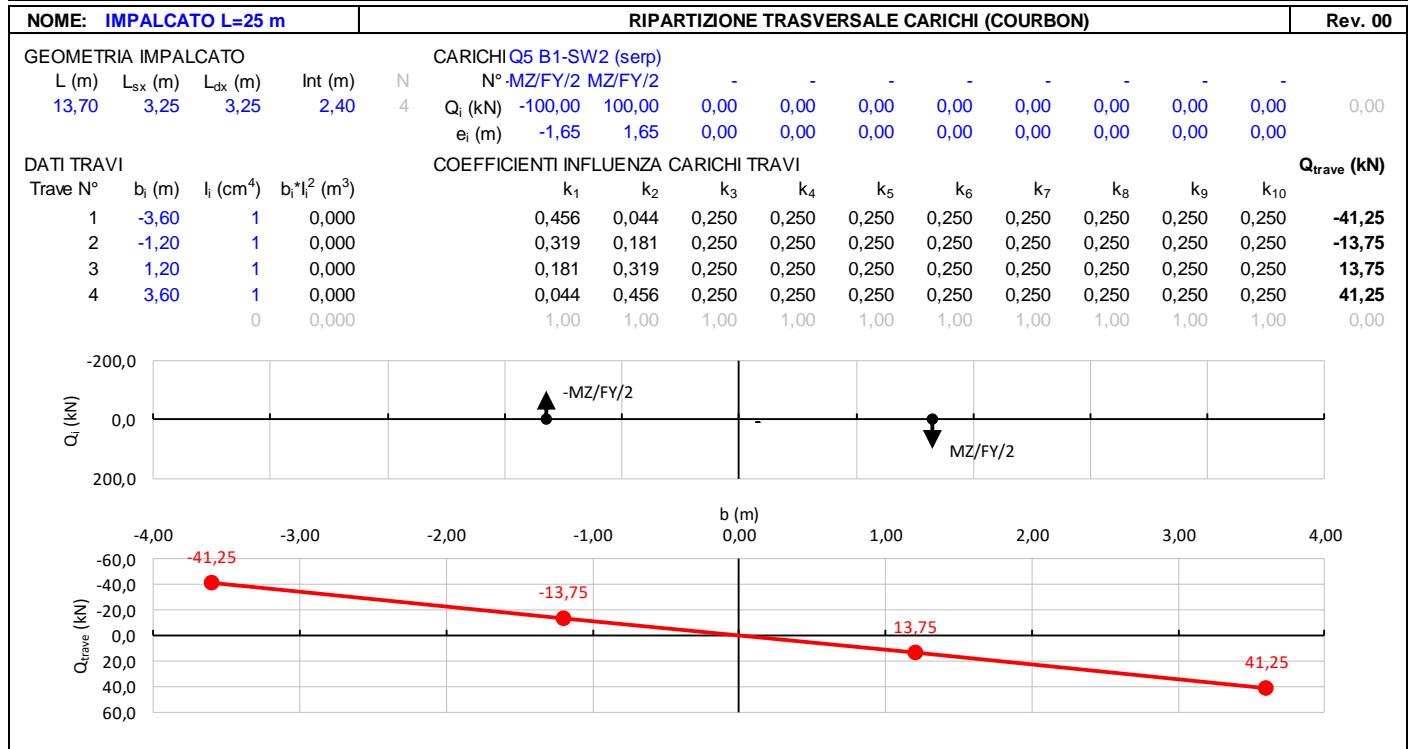 NOME: IMPALCATO L=25 m RIPARTIZIONE TRASVERSALE CARICHI (COURBON) Rev. 00
GEOMETRIA IMPALCATO CARICHI Q5 B1-SW2 (serp)
L (m) Lsx (m) Ldx (m) Int (m) N N° -MZ/FY/2 MZ/FY/2 - - - - - - - -
13,70 3,25 3,25 2,40 4 Qi (kN) -100,00 100,00 0,00 0,00 0,00 0,00 0,00 0,00 0,00 0,00 0,00
ei (m) -1,65 1,65 0,00 0,00 0,00 0,00 0,00 0,00 0,00 0,00
DATI TRAVI COEFFICIENTI INFLUENZA CARICHI TRAVI Qtrave (kN)
Trave N° bi (m) Ii (cm⁴) bi*Ii² (m³) k1 k2 k3 k4 k5 k6 k7 k8 k9 k10
1 -3,60 1 0,000 0,456 0,044 0,250 0,250 0,250 0,250 0,250 0,250 0,250 0,250 -41,25
2 -1,20 1 0,000 0,319 0,181 0,250 0,250 0,250 0,250 0,250 0,250 0,250 0,250 -13,75
3 1,20 1 0,000 0,181 0,319 0,250 0,250 0,250 0,250 0,250 0,250 0,250 0,250 13,75
4 3,60 1 0,000 0,044 0,456 0,250 0,250 0,250 0,250 0,250 0,250 0,250 0,250 41,25
0 0,000 1,00 1,00 1,00 1,00 1,00 1,00 1,00 1,00 1,00 1,00 0,00
-200,0
-MZ/FY/2
0,0
-
Qi (kN)
MZ/FY/2
200,0
b (m)
-4,00 -3,00 -2,00 -1,00 0,00 1,00 2,00 3,00 4,00
-60,0
-41,25
-40,0
-13,75
-20,0
0,0
13,75
Qtrave (kN)
20,0
41,25
40,0
60,0